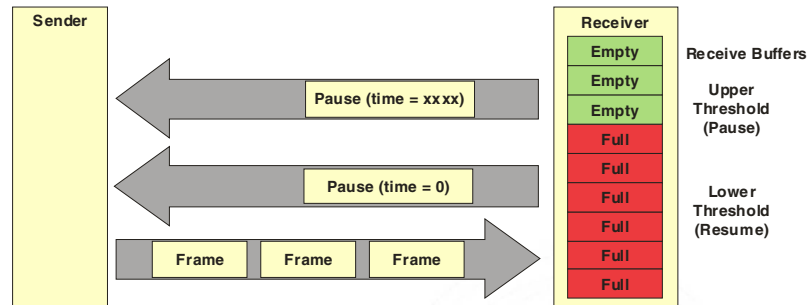 Sender
Receiver
Empty
Receive Buffers
Empty
Upper
Threshold
(Pause)
Pause (time = xxxx)
Empty
Full
Full
Pause (time = 0)
Full
Lower
Threshold
(Resume)
Full
Full
Frame
Frame
Frame
Full